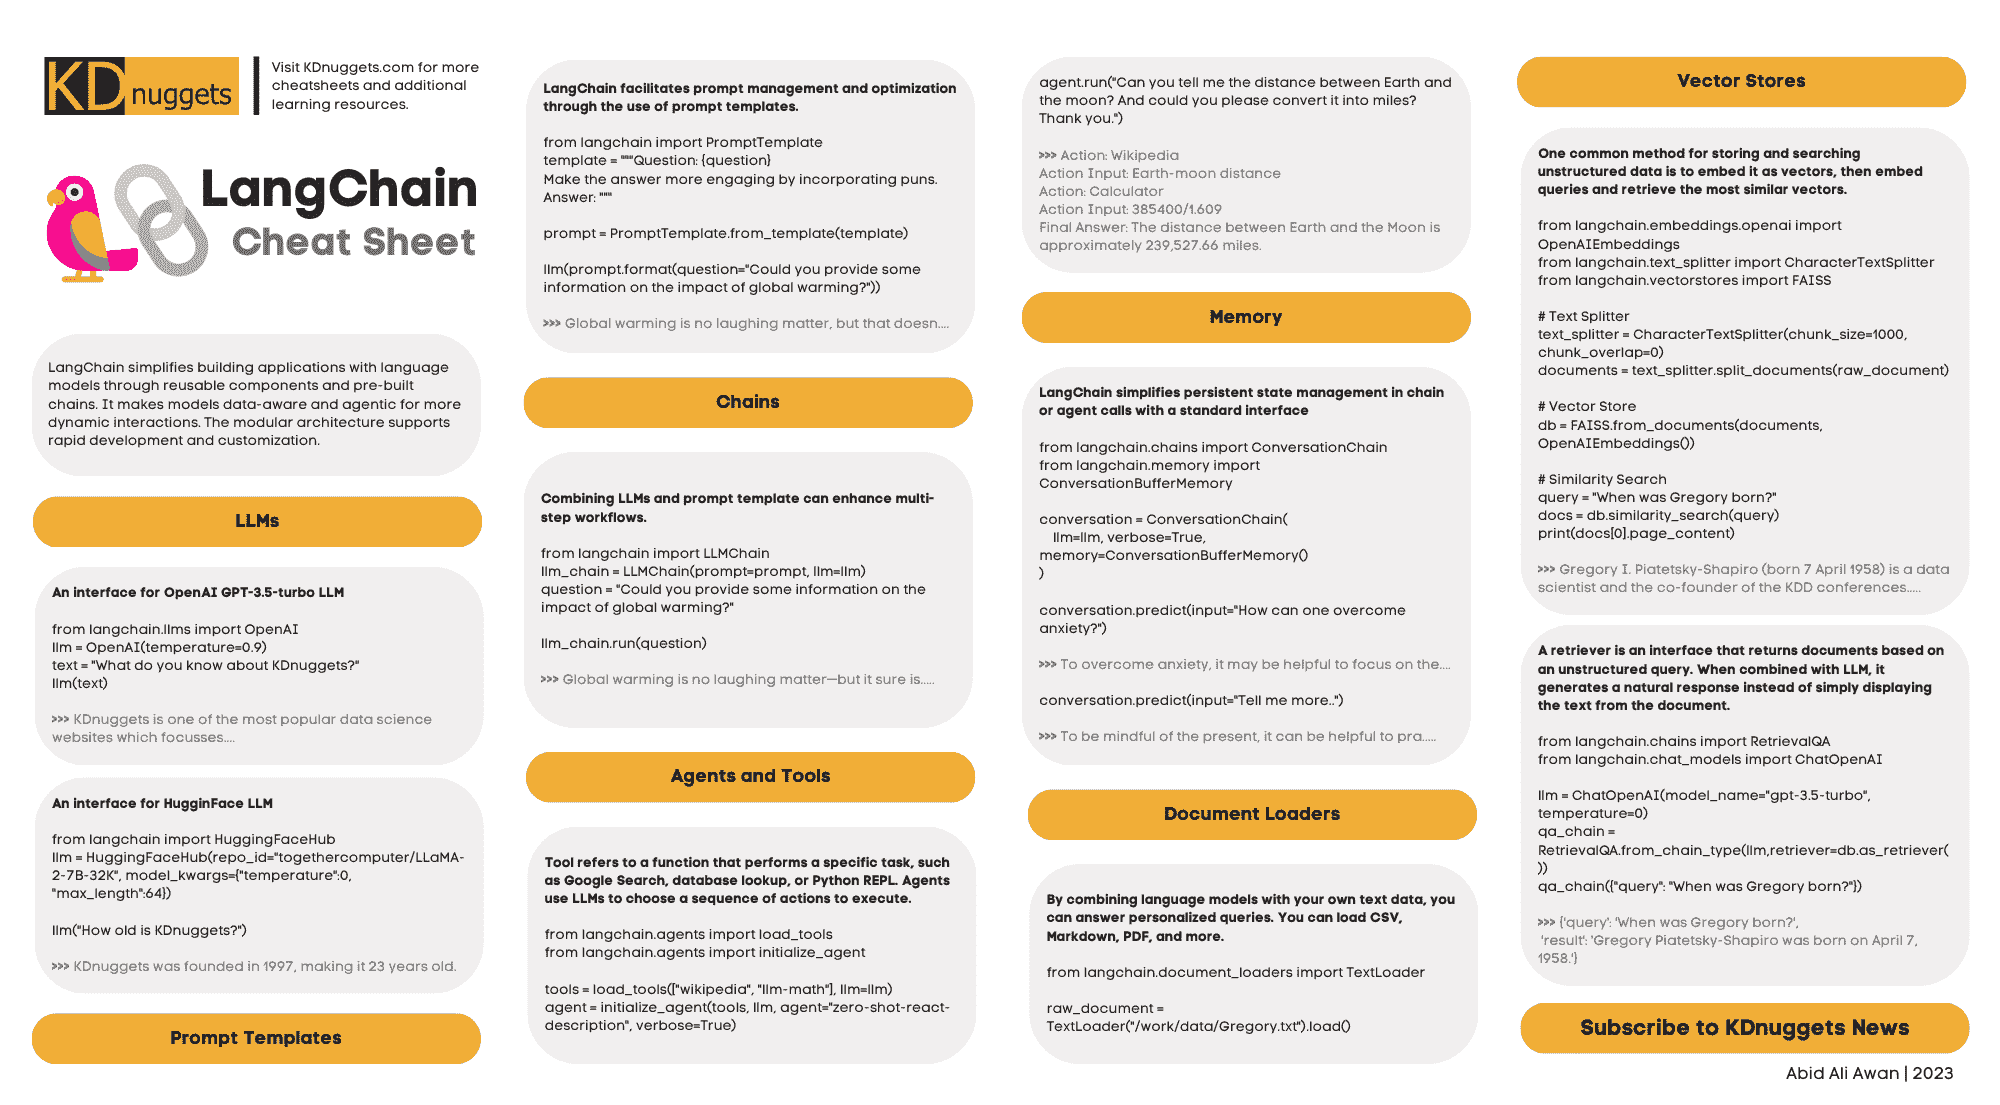 KD nuggets
Visit KDnuggets.com for more
cheatsheets and additional
learning resources.
LangChain
Cheat Sheet
LangChain simplifies building applications with language
models through reusable components and pre-built
chains. It makes models data-aware and agentic for more
dynamic interactions. The modular architecture supports
rapid development and customization.
LLMs
An interface for OpenAI GPT-3.5-turbo LLM
from langchain.llms import OpenAI
llm = OpenAI(temperature=0.9)
text = "What do you know about KDnuggets?"
llm(text)
>>> KDnuggets is one of the most popular data science
websites which focusses....
An interface for HugginFace LLM
from langchain import HuggingFaceHub
llm = HuggingFaceHub(repo_id="togethercomputer/LLaMA-
2-7B-32K", model_kwargs={"temperature":0,
"max_length":64})
llm("How old is KDnuggets?")
>>> KDnuggets was founded in 1997, making it 23 years old.
Prompt Templates
LangChain facilitates prompt management and optimization
through the use of prompt templates.
from langchain import PromptTemplate
template = """Question: {question}
Make the answer more engaging by incorporating puns.
Answer: """
prompt = PromptTemplate.from_template(template)
llm(prompt.format(question="Could you provide some
information on the impact of global warming?"))
>>> Global warming is no laughing matter, but that doesn....
Chains
Combining LLMs and prompt template can enhance multi-
step workflows.
from langchain import LLMChain
llm_chain = LLMChain(prompt=prompt, llm=llm)
question = "Could you provide some information on the
impact of global warming?"
llm_chain.run(question)
>>> Global warming is no laughing matter—but it sure is.....
Agents and Tools
Tool refers to a function that performs a specific task, such
as Google Search, database lookup, or Python REPL. Agents
use LLMs to choose a sequence of actions to execute.
from langchain.agents import load_tools
from langchain.agents import initialize_agent
tools = load_tools(["wikipedia", "llm-math"], llm=llm)
agent = initialize_agent(tools, llm, agent="zero-shot-react-
description", verbose=True)
agent.run("Can you tell me the distance between Earth and
the moon? And could you please convert it into miles?
Thank you.")
>>> Action: Wikipedia
Action Input: Earth-moon distance
Action: Calculator
Action Input: 385400/1.609
Final Answer: The distance between Earth and the Moon is
approximately 239,527.66 miles.
Memory
LangChain simplifies persistent state management in chain
or agent calls with a standard interface
from langchain.chains import ConversationChain
from langchain.memory import
ConversationBufferMemory
conversation = ConversationChain(
llm=llm, verbose=True,
memory=ConversationBufferMemory()
)
conversation.predict(input="How can one overcome
anxiety?")
>>> To overcome anxiety, it may be helpful to focus on the....
conversation.predict(input="Tell me more..")
>>> To be mindful of the present, it can be helpful to pra.....
Document Loaders
By combining language models with your own text data, you
can answer personalized queries. You can load CSV,
Markdown, PDF, and more.
from langchain.document_loaders import TextLoader
raw_document =
TextLoader("/work/data/Gregory.txt").load()
Vector Stores
One common method for storing and searching
unstructured data is to embed it as vectors, then embed
queries and retrieve the most similar vectors.
from langchain.embeddings.openai import
OpenAIEmbeddings
from langchain.text_splitter import CharacterTextSplitter
from langchain.vectorstores import FAISS
# Text Splitter
text_splitter = CharacterTextSplitter(chunk_size=1000,
chunk_overlap=0)
documents = text_splitter.split_documents(raw_document)
# Vector Store
db = FAISS.from_documents(documents,
OpenAIEmbeddings())
# Similarity Search
query = "When was Gregory born?"
docs = db.similarity_search(query)
print(docs[0].page_content)
>>> Gregory I. Piatetsky-Shapiro (born 7 April 1958) is a data
scientist and the co-founder of the KDD conferences.....
A retriever is an interface that returns documents based on
an unstructured query. When combined with LLM, it
generates a natural response instead of simply displaying
the text from the document.
from langchain.chains import RetrievalQA
from langchain.chat_models import ChatOpenAI
llm = ChatOpenAI(model_name="gpt-3.5-turbo",
temperature=0)
qa_chain =
RetrievalQA.from_chain_type(llm,retriever=db.as_retriever(
))
qa_chain({"query": "When was Gregory born?"})
>>> {'query': 'When was Gregory born?',
'result': 'Gregory Piatetsky-Shapiro was born on April 7,
1958.'}
Subscribe to KDnuggets News
Abid Ali Awan | 2023